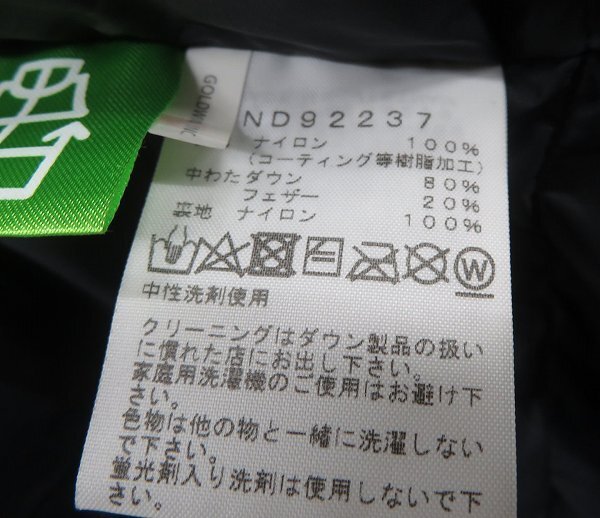 GOLDWINC
ND92237
ナイロン 100%
(コーティング等樹脂加工)
中わたダウン 80%
フェザー 20%
裏地 ナイロン 100%
W
中性洗剤使用
クリーニングはダウン製品の扱い
に慣れた店にお出し下さい。
家庭用洗濯機のご使用はお避け下
さい。
色物は他の物と一緒に洗濯しない
で下さい。
蛍光剤入り洗剤は使用しないで下
さい。